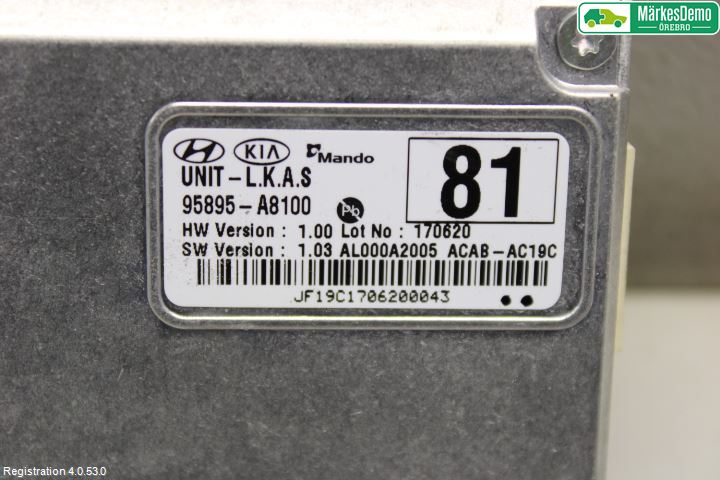 MärkesDemo
ÖREBRO
HYUNDAI KIA Mando
UNIT-L.K.A.S
95895-A8100 Pb
81
HW Version : 1.00 Lot No : 170620
SW Version : 1.03 AL000A2005 ACAB-AC19C
JF19C1706200043
Registration 4.0.53.0